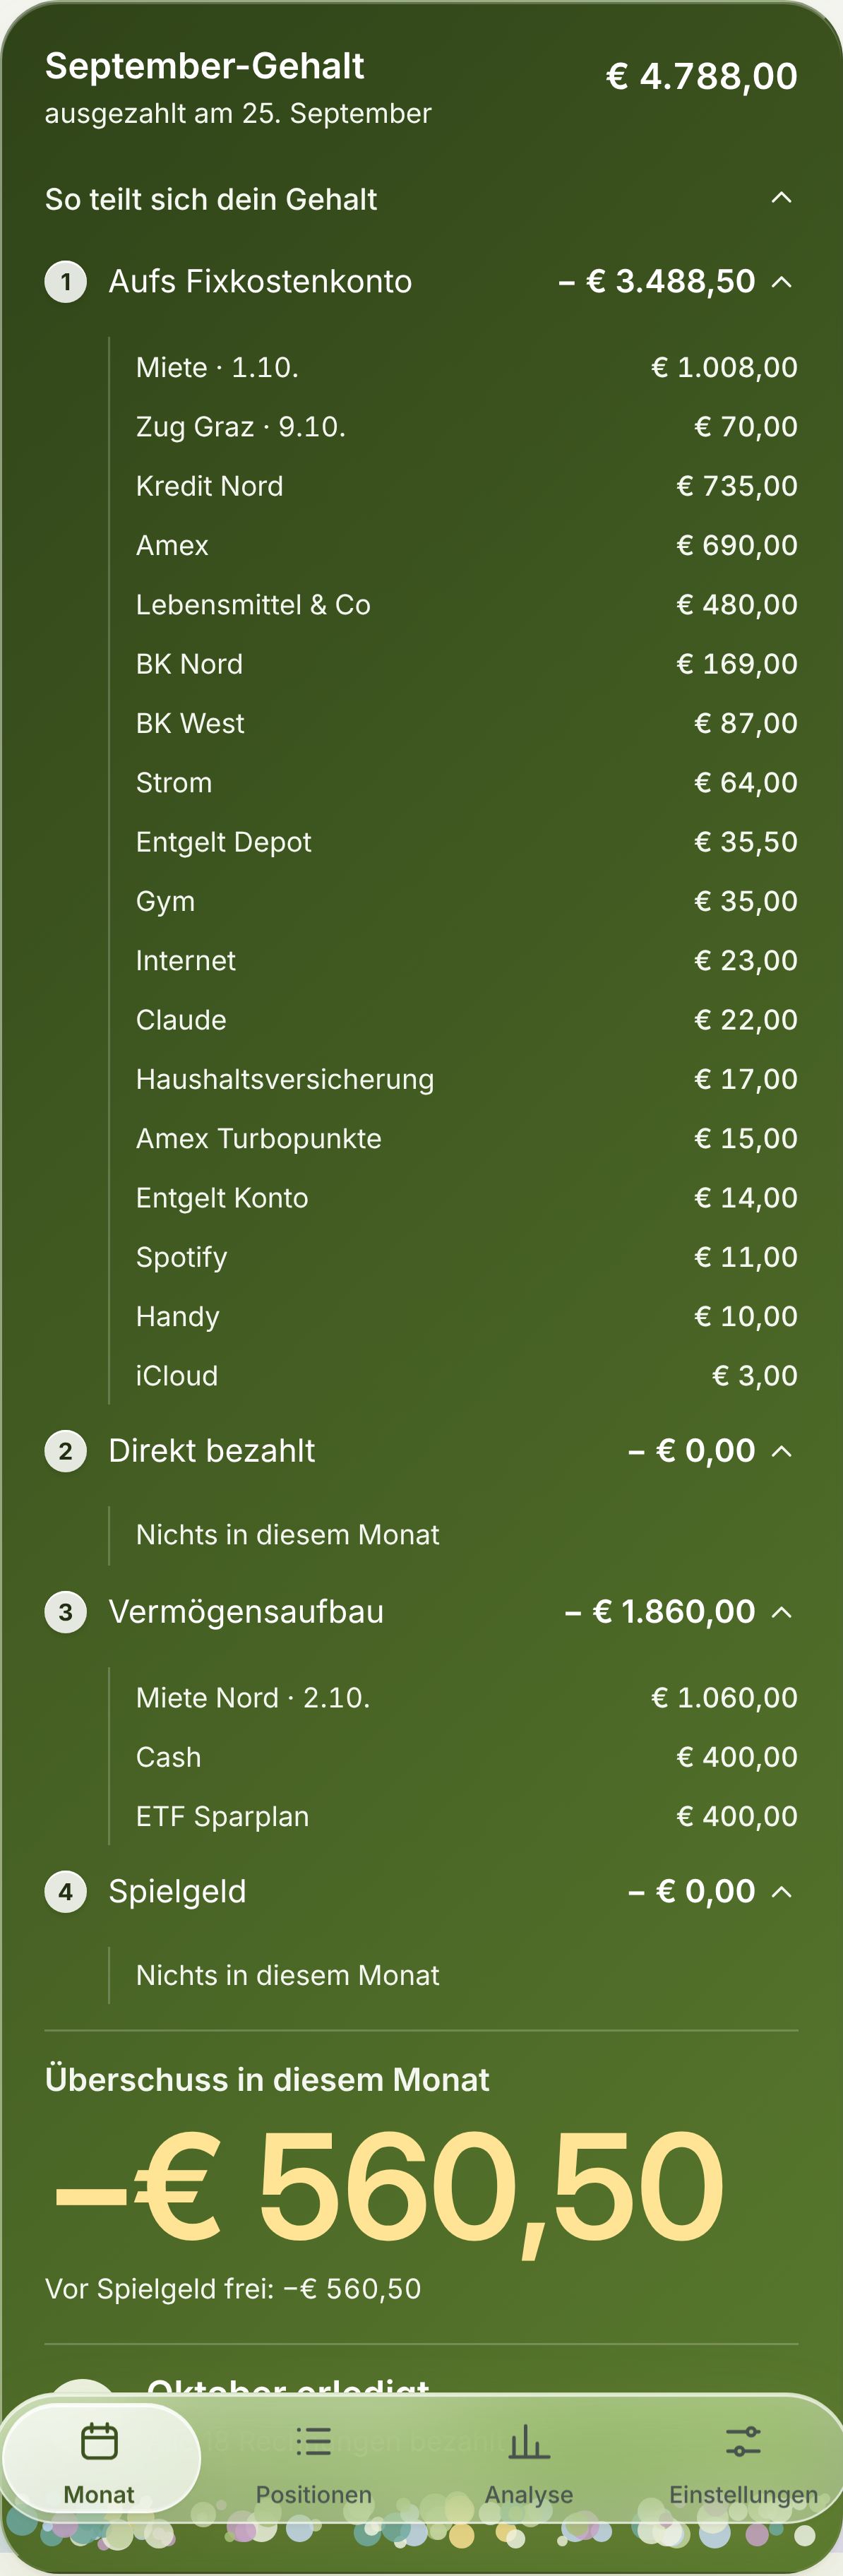 September-Gehalt
€ 4.788,00
ausgezahlt am 25. September
So teilt sich dein Gehalt
1 Aufs Fixkostenkonto – € 3.488,50
Miete · 1.10. € 1.008,00
Zug Graz · 9.10. € 70,00
Kredit Nord € 735,00
Amex € 690,00
Lebensmittel & Co € 480,00
BK Nord € 169,00
BK West € 87,00
Strom € 64,00
Entgelt Depot € 35,50
Gym € 35,00
Internet € 23,00
Claude € 22,00
Haushaltsversicherung € 17,00
Amex Turbopunkte € 15,00
Entgelt Konto € 14,00
Spotify € 11,00
Handy € 10,00
iCloud € 3,00
2 Direkt bezahlt – € 0,00
Nichts in diesem Monat
3 Vermögensaufbau – € 1.860,00
Miete Nord · 2.10. € 1.060,00
Cash € 400,00
ETF Sparplan € 400,00
4 Spielgeld – € 0,00
Nichts in diesem Monat
Überschuss in diesem Monat
–€ 560,50
Vor Spielgeld frei: −€ 560,50
Oktober erledigt
Rechnungen bezahlt
Monat Positionen Analyse Einstellungen